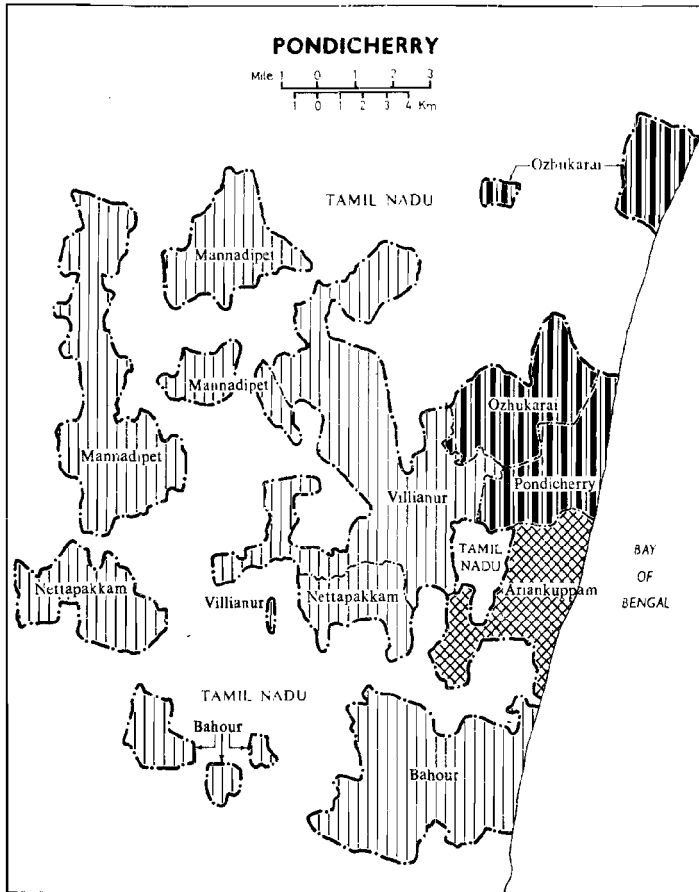 PONDICHERRY
Mile 1 0 1 2 3
1 0 1 2 3 4 Km
Ozhukarai
TAMIL NADU
Mannadipet
Mannadipet
Ozhukarai
Mannadipet
Villianur
Pondicherry
TAMIL
NADU
BAY
OF
BENGAL
Nettapakkam
Villianur
Nettapakkam
Ariankuppam
TAMIL NADU
Bahour
Bahour